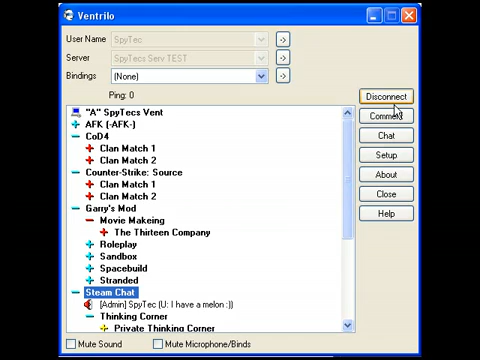 Ventrilo
User Name SpyTec ->
Server SpyTecs Serv TEST ->
Bindings (None) ->
Ping: 0
Disconnect
Comment
Chat
Setup
About
Close
Help
"A" SpyTecs Vent
AFK (-AFK-)
CoD4
Clan Match 1
Clan Match 2
Counter-Strike: Source
Clan Match 1
Clan Match 2
Garry's Mod
Movie Makeing
The Thirteen Company
Roleplay
Sandbox
Spacebuild
Stranded
Steam Chat
[Admin] SpyTec (U: I have a melon :))
Thinking Corner
Private Thinking Corner
Mute Sound
Mute Microphone/Binds